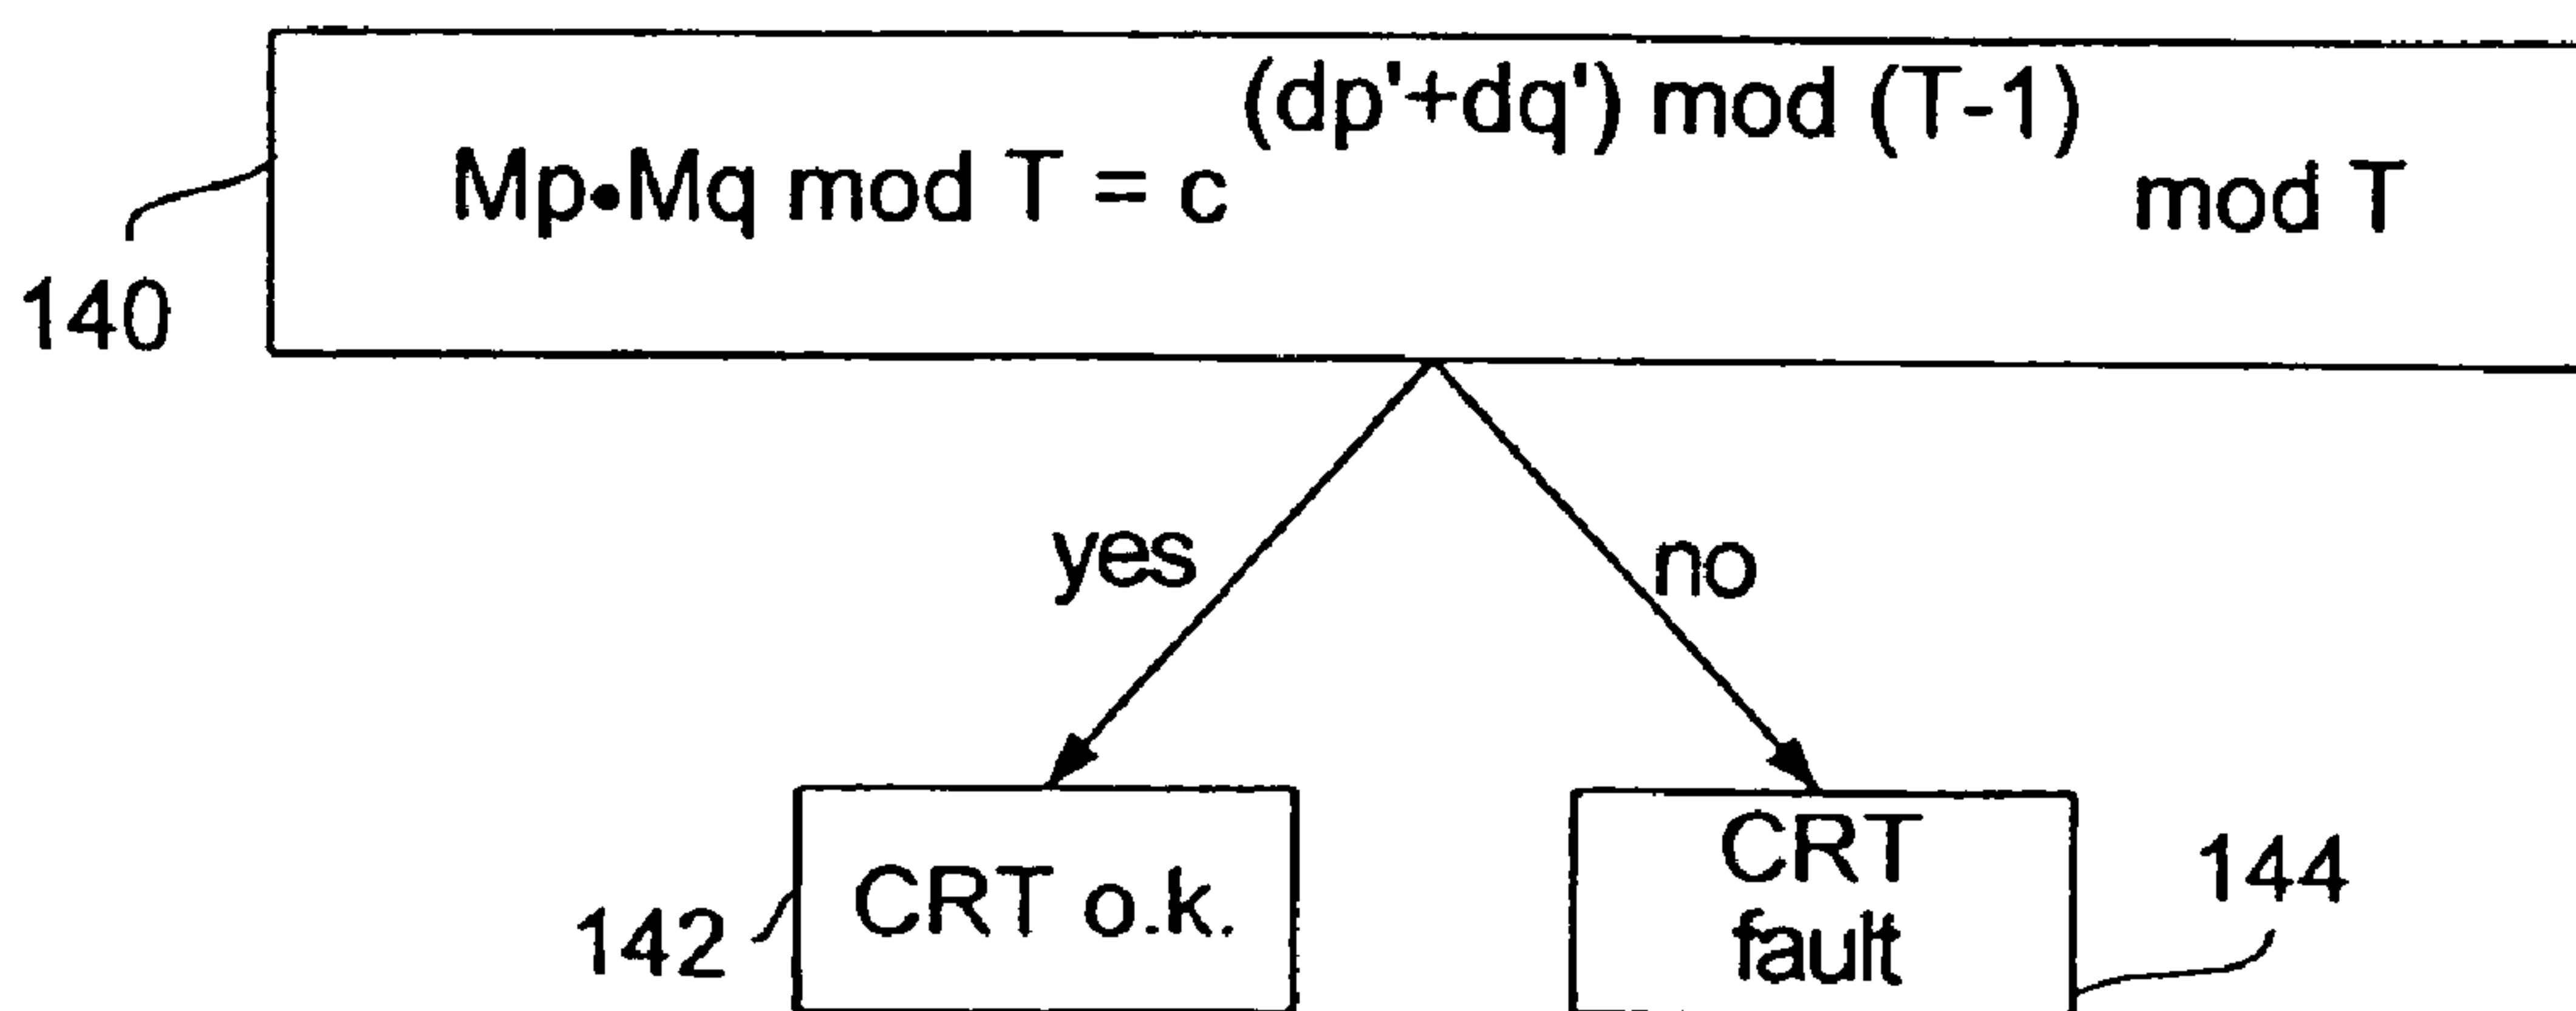 (dp'+dq') mod (T-1)
Mp•Mq mod T = c mod T
140
yes
no
CRT o.k.
CRT
fault
142
144